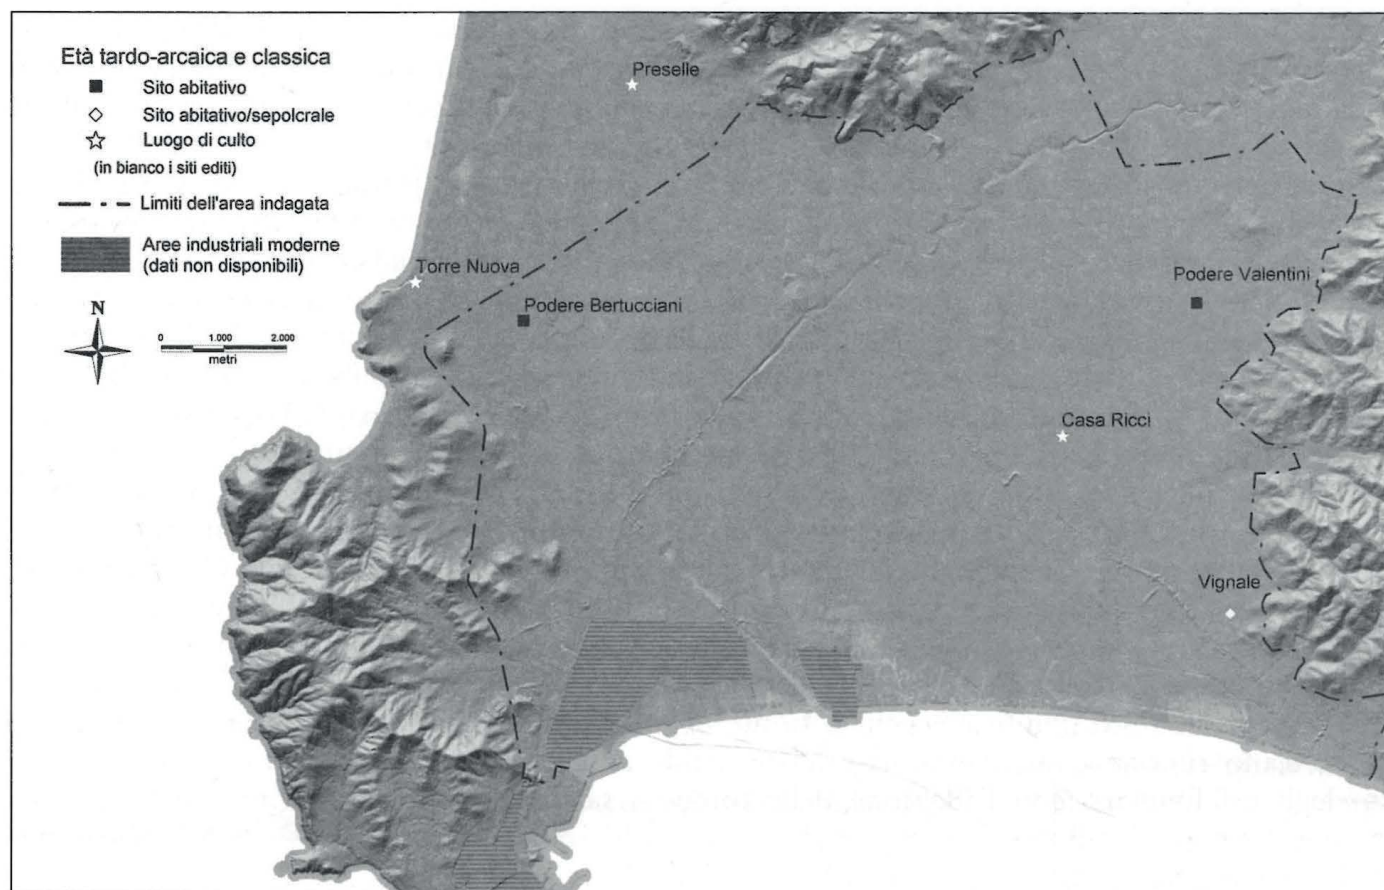 Età tardo-arcaica e classica
Sito abitativo
Sito abitativo/sepolcrale
Luogo di culto
(in bianco i siti editi)
Limiti dell'area indagata
Aree industriali moderne
(dati non disponibili)
N
0 1.000 2.000
metri
Preselle
Torre Nuova
Podere Bertucciani
Podere Valentini
Casa Ricci
Vignale